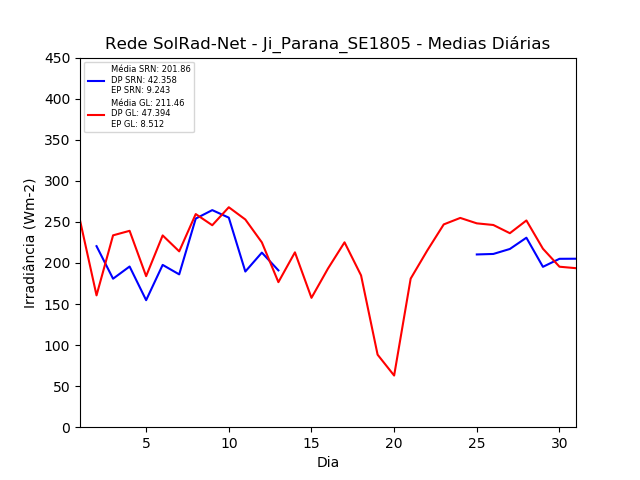 Rede SolRad-Net - Ji_Parana_SE1805 - Medias Diárias
450
400
350
300
250
200
150
100
50
0
Irradiância (Wm-2)
Média SRN: 201.86
DP SRN: 42.358
EP SRN: 9.243
Média GL: 211.46
DP GL: 47.394
EP GL: 8.512
5 10 15 20 25 30
Dia